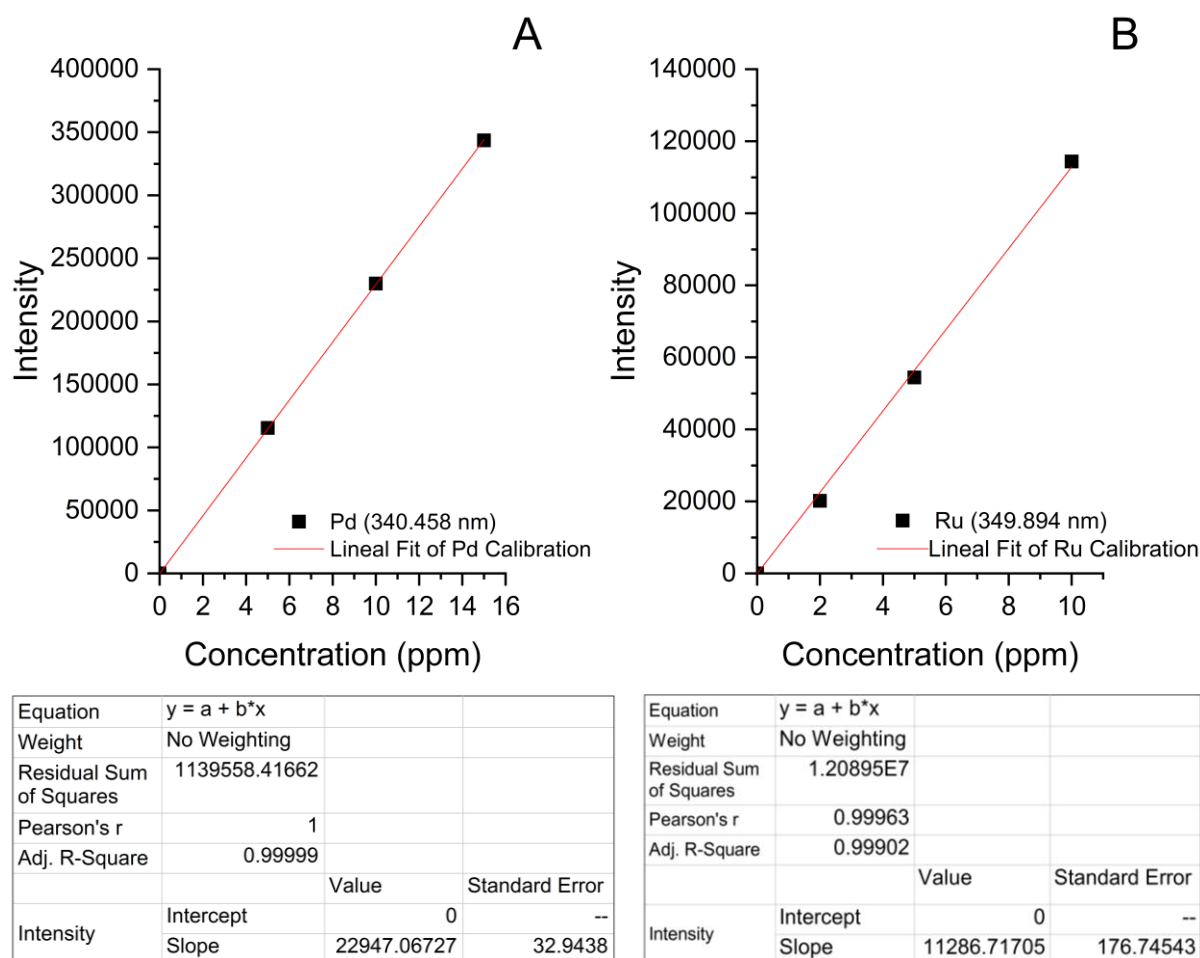 A
400000
350000
300000
250000
200000
150000
100000
50000
0
Intensity
Pd (340.458 nm)
Lineal Fit of Pd Calibration
0 2 4 6 8 10 12 14 16
Concentration (ppm)
B
140000
120000
100000
80000
60000
40000
20000
0
Intensity
Ru (349.894 nm)
Lineal Fit of Ru Calibration
0 2 4 6 8 10
Concentration (ppm)
Equation y = a + b*x
Weight No Weighting
Residual Sum
of Squares 1139558.41662
Pearson's r 1
Adj. R-Square 0.99999
Value Standard Error
Intensity
Intercept 0 --
Slope 22947.06727 32.9438
Equation y = a + b*x
Weight No Weighting
Residual Sum
of Squares 1.20895E7
Pearson's r 0.99963
Adj. R-Square 0.99902
Value Standard Error
Intensity
Intercept 0 --
Slope 11286.71705 176.74543